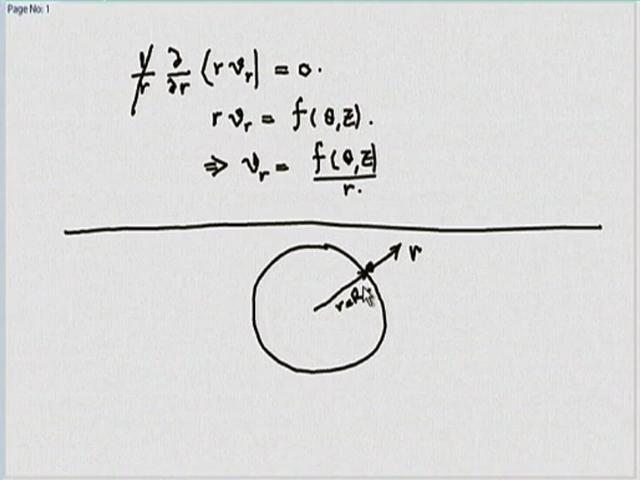 Page No: 1
1/r ∂/∂r (r v_r) = 0.
r v_r = f(θ,z).
⇒ v_r = f(θ,z)/r.
r